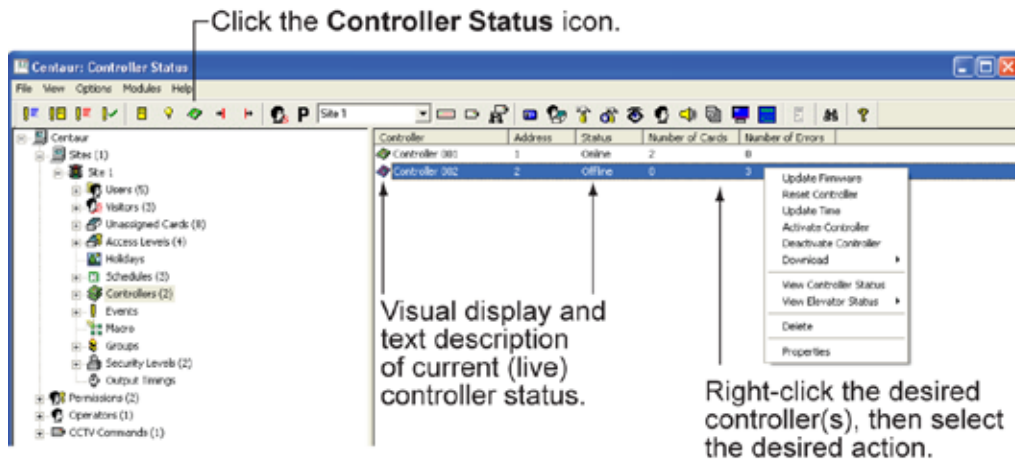 Click the Controller Status icon.
Centaur: Controller Status
File View Options Modules Help
P Site 1
Controller Address Status Number of Cards Number of Errors
Controller 001 1 Online 2 0
Controller 002 2 Offline 0 3
Centaur
Sites (1)
Site 1
Users (5)
Visitors (3)
Unassigned Cards (8)
Access Levels (4)
Holidays
Schedules (3)
Controllers (2)
Events
Macro
Groups
Security Levels (2)
Output Timings
Permissions (2)
Operators (1)
CCTV Commands (1)
Update Firmware
Reset Controller
Update Time
Activate Controller
Deactivate Controller
Download
View Controller Status
View Elevator Status
Delete
Properties
Visual display and
text description
of current (live)
controller status.
Right-click the desired
controller(s), then select
the desired action.